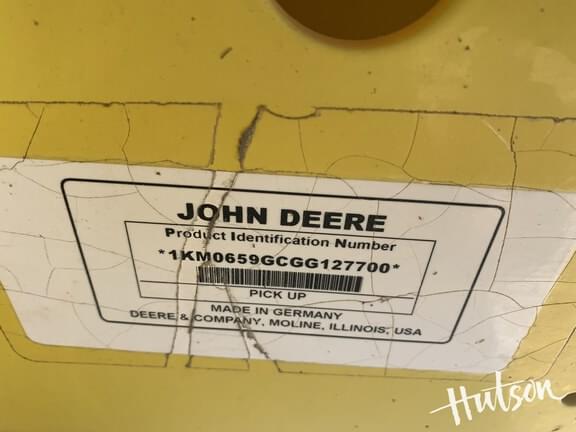 JOHN DEERE
Product Identification Number
*1KM0659GCGG127700*
PICK UP
MADE IN GERMANY
DEERE & COMPANY, MOLINE, ILLINOIS, USA
Hutson